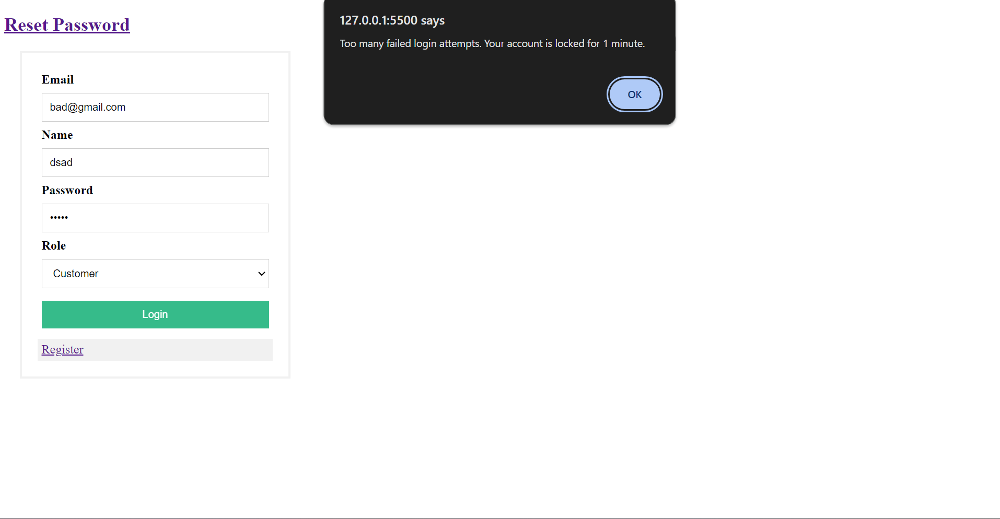 Reset Password
127.0.0.1:5500 says
Too many failed login attempts. Your account is locked for 1 minute.
OK
Email
bad@gmail.com
Name
dsad
Password
•••••
Role
Customer
Login
Register